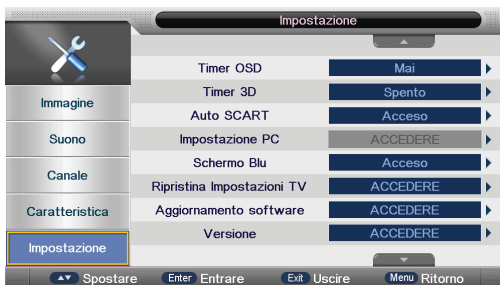 Impostazione
Timer OSD Mai
Timer 3D Spento
Immagine
Auto SCART Acceso
Suono
Impostazione PC ACCEDERE
Schermo Blu Acceso
Canale
Ripristina Impostazioni TV ACCEDERE
Caratteristica
Aggiornamento software ACCEDERE
Versione ACCEDERE
Impostazione
Spostare Enter Entrare Exit Uscire Menu Ritorno